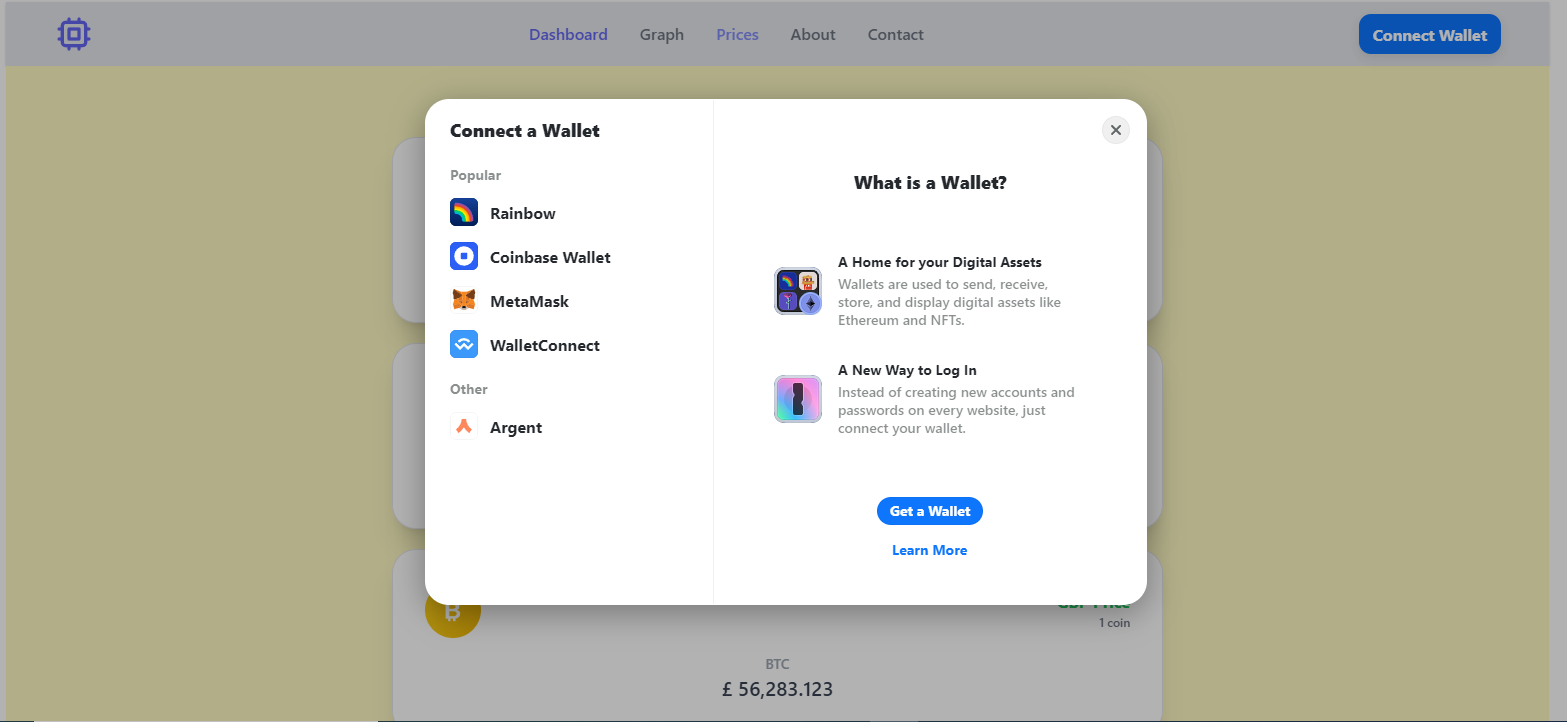 Dashboard Graph Prices About Contact Connect Wallet
Connect a Wallet
Popular
Rainbow
Coinbase Wallet
MetaMask
WalletConnect
Other
Argent
What is a Wallet?
A Home for your Digital Assets
Wallets are used to send, receive,
store, and display digital assets like
Ethereum and NFTs.
A New Way to Log In
Instead of creating new accounts and
passwords on every website, just
connect your wallet.
Get a Wallet
Learn More
1 coin
BTC
£ 56,283.123